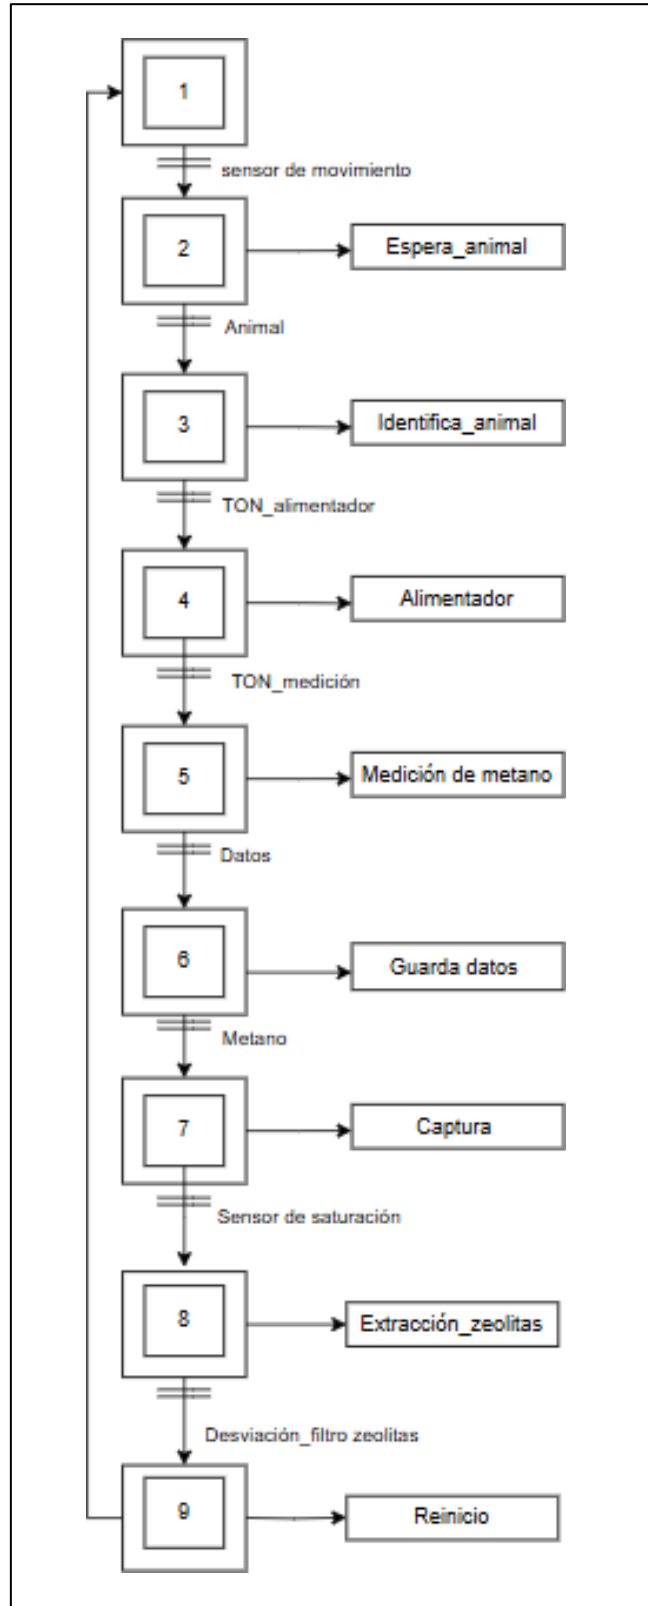 1
sensor de movimiento
2
Espera_animal
Animal
3
Identifica_animal
TON_alimentador
4
Alimentador
TON_medición
5
Medición de metano
Datos
6
Guarda datos
Metano
7
Captura
Sensor de saturación
8
Extracción_zeolitas
Desviación_filtro zeolitas
9
Reinicio